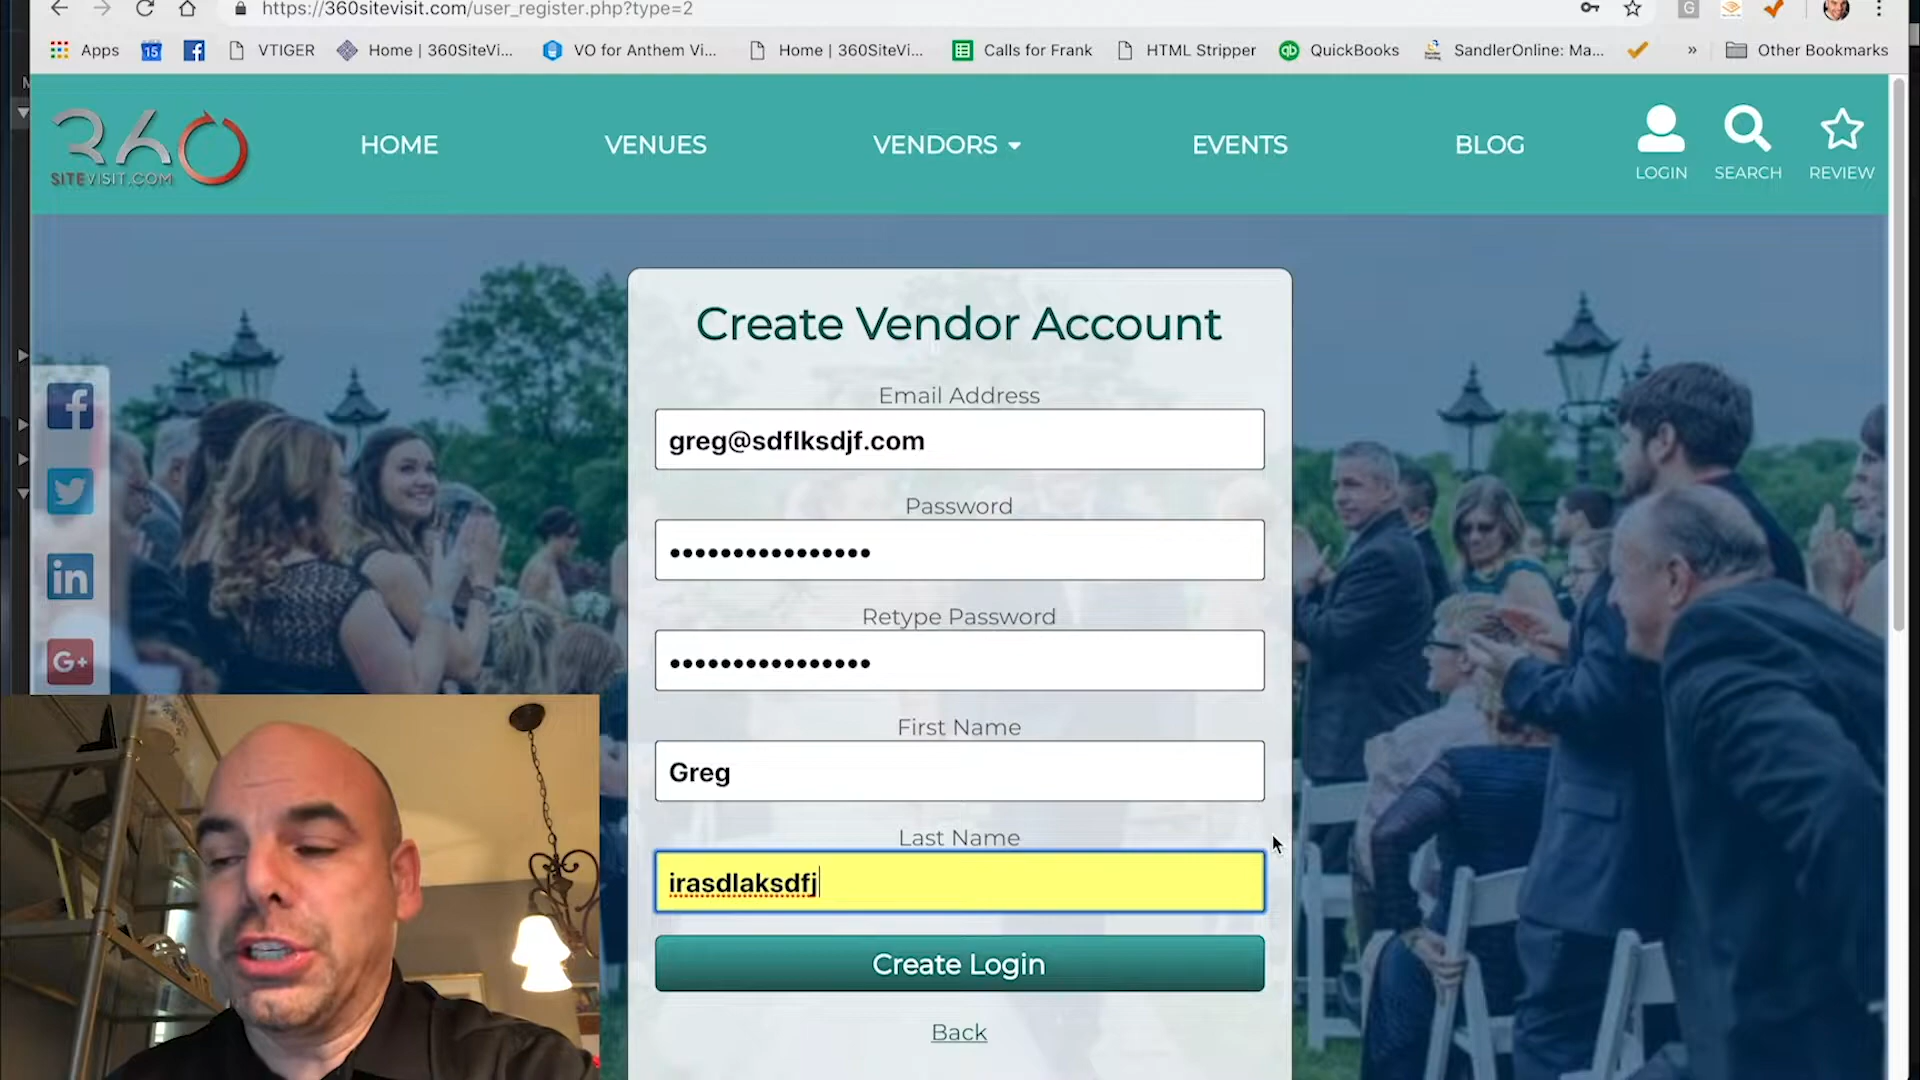 https://360sitevisit.com/user_register.php?type=2
G
Apps
15
VTIGER
Home | 360SiteVi...
VO for Anthem Vi...
Home | 360SiteVi...
Calls for Frank
HTML Stripper
qb
QuickBooks
SandlerOnline: Ma...
»
Other Bookmarks
360
SITEVISIT.COM
HOME
VENUES
VENDORS
EVENTS
BLOG
LOGIN
SEARCH
REVIEW
Create Vendor Account
Email Address
greg@sdflksdjf.com
Password
••••••••••••••••
Retype Password
••••••••••••••••
First Name
Greg
Last Name
irasdlaksdfj
Create Login
Back
f
in
G+